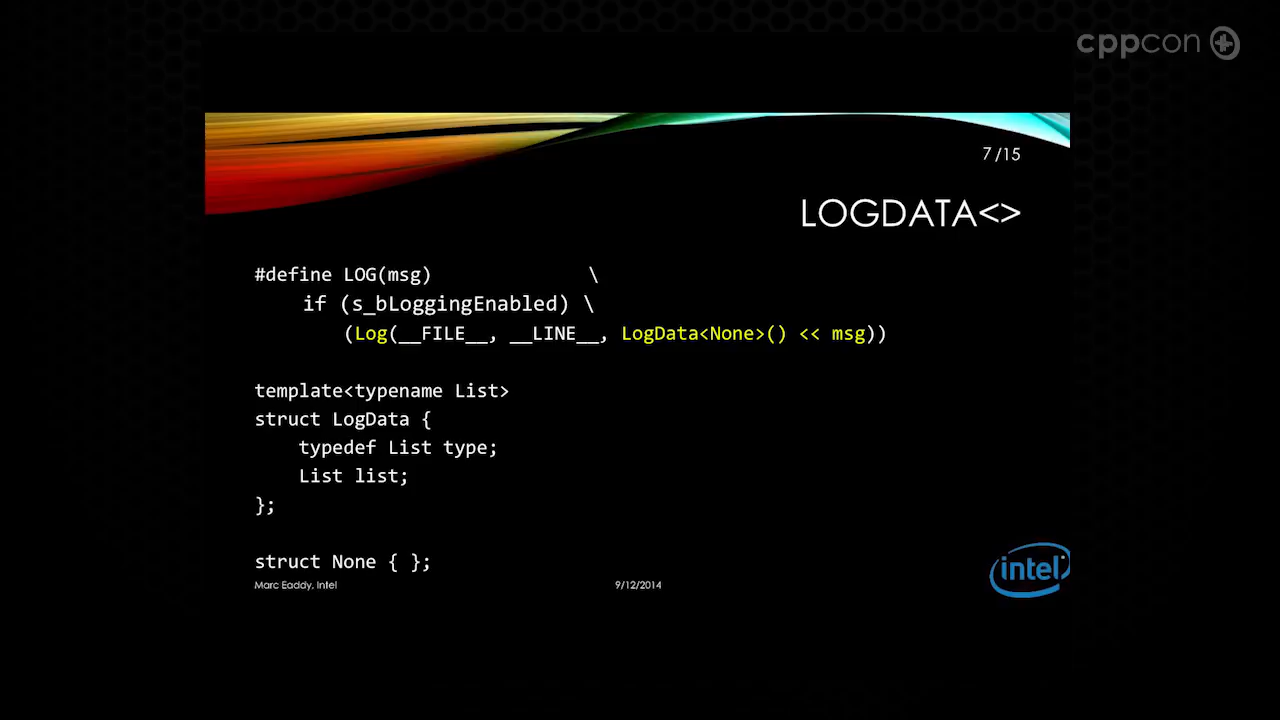 cppcon
7 /15
LOGDATA<>
#define LOG(msg) \
if (s_bLoggingEnabled) \
(Log(__FILE__, __LINE__, LogData<None>() << msg))
template<typename List>
struct LogData {
typedef List type;
List list;
};
struct None { };
Marc Eaddy, Intel
9/12/2014
intel